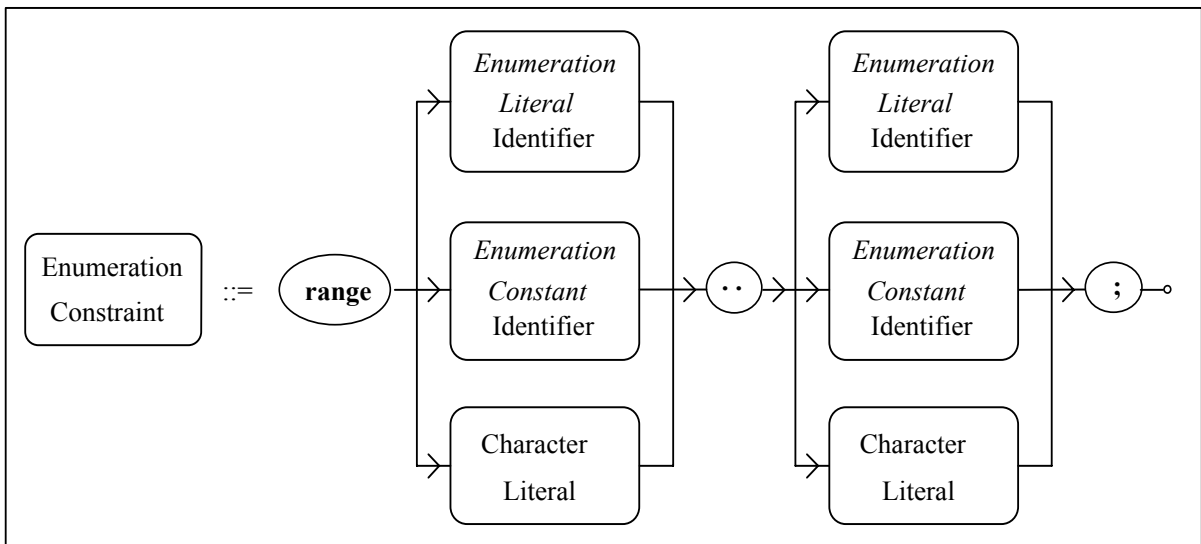 Enumeration
Constraint
::=
range
Enumeration
Literal
Identifier
Enumeration
Constant
Identifier
Character
Literal
..
Enumeration
Literal
Identifier
Enumeration
Constant
Identifier
Character
Literal
;